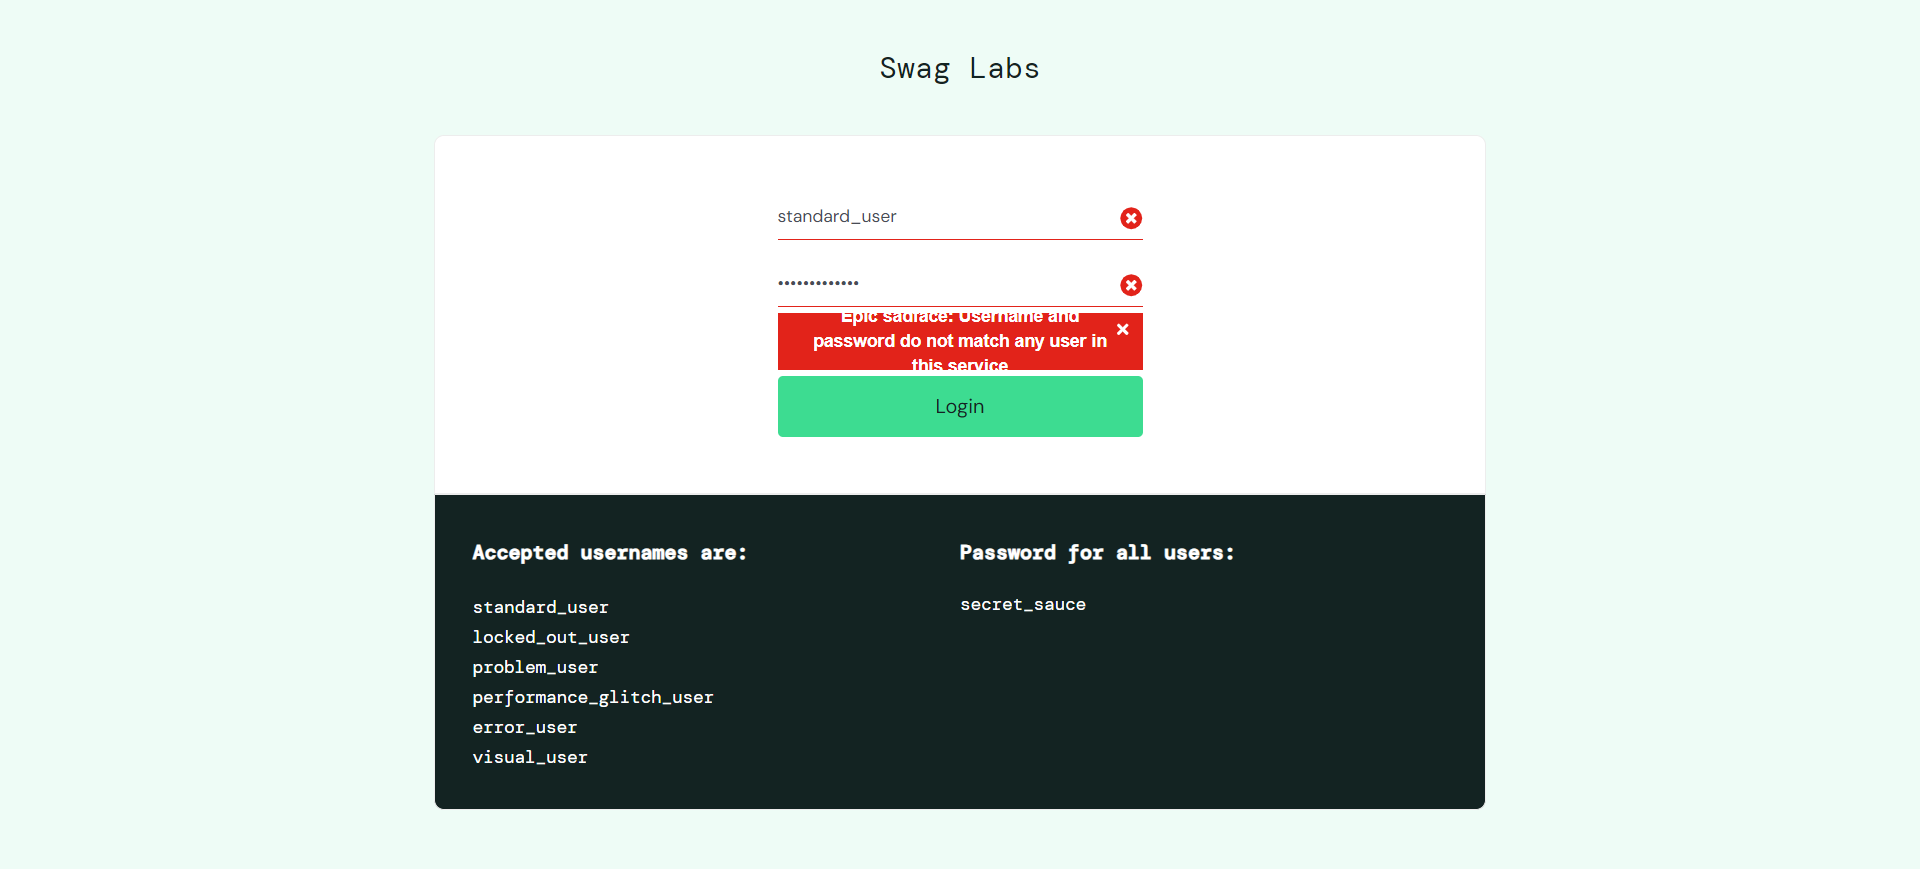 Swag Labs
standard_user
•••••••••••••
Epic sadface: Username and
password do not match any user in
this service
Login
Accepted usernames are:
standard_user
locked_out_user
problem_user
performance_glitch_user
error_user
visual_user
Password for all users:
secret_sauce